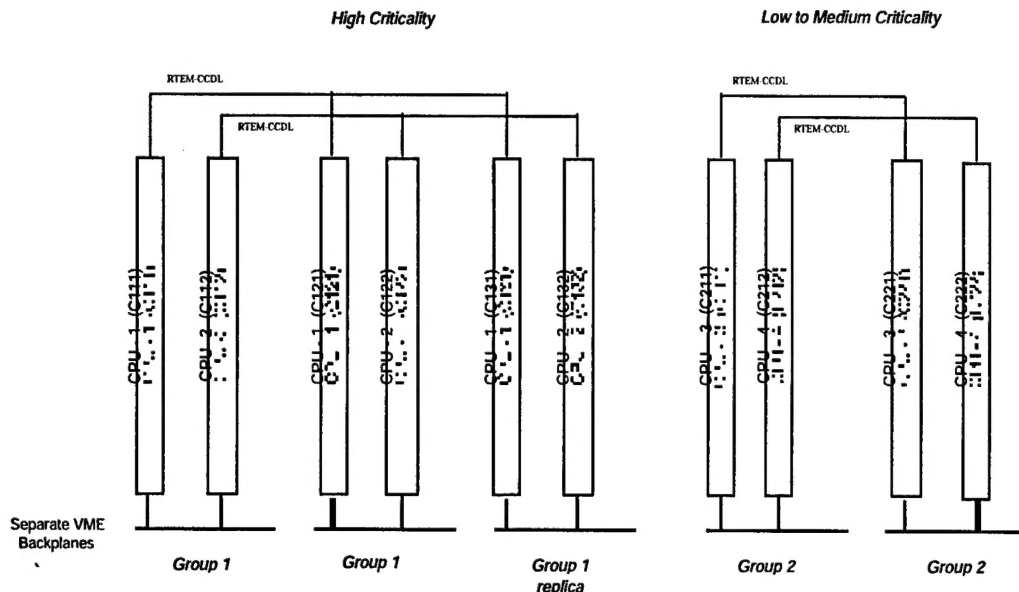 High Criticality
Low to Medium Criticality
RTEM-CCDL
RTEM-CCDL
RTEM-CCDL
RTEM-CCDL
CPU - 1 (C111)
CPU - 2 (C112)
CPU - 1 (C121)
CPU - 2 (C122)
CPU - 1 (C131)
CPU - 2 (C132)
CPU - 3 (C211)
CPU - 4 (C212)
CPU - 3 (C221)
CPU - 4 (C222)
Separate VME
Backplanes
Group 1
Group 1
Group 1
replica
Group 2
Group 2